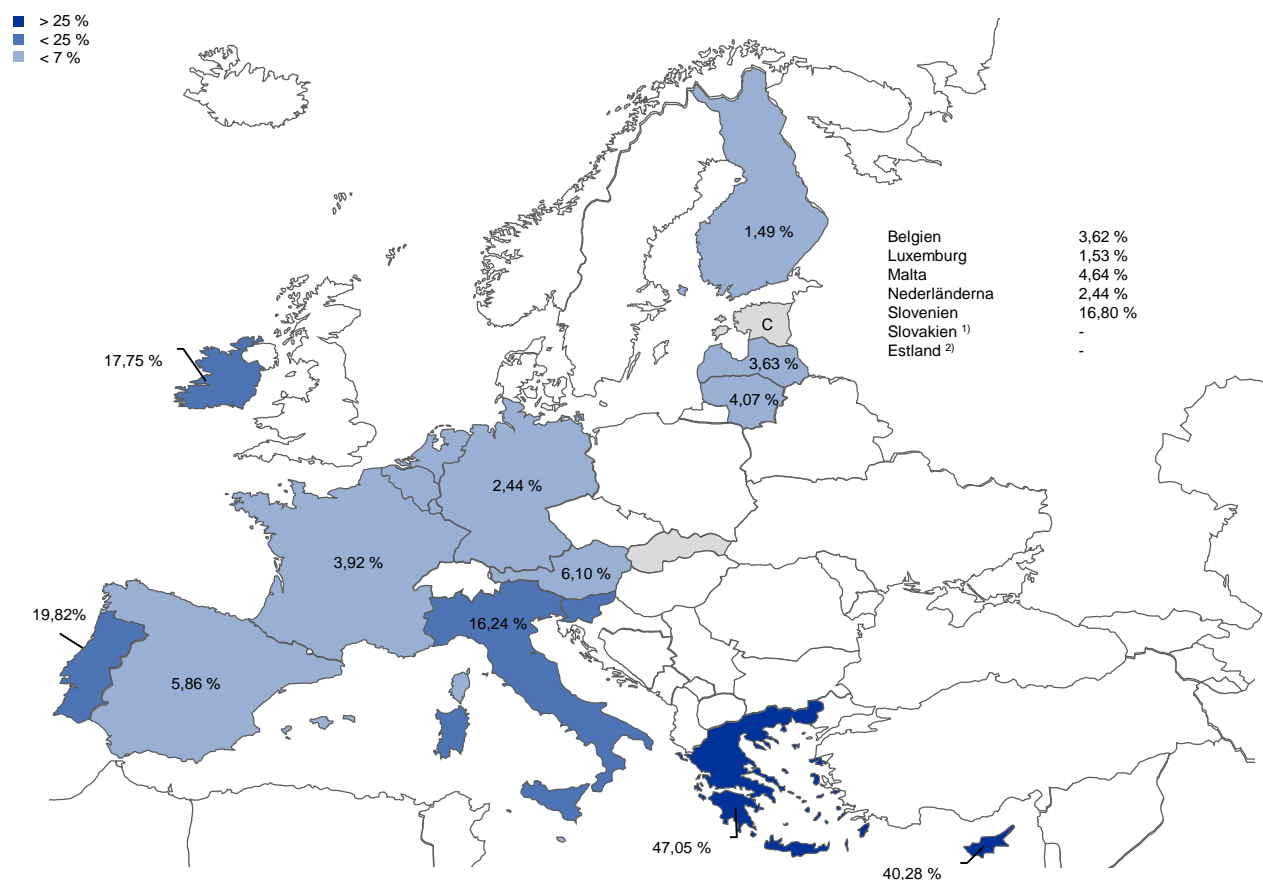 > 25 %
< 25 %
< 7 %
1,49 %
Belgien 3,62 %
Luxemburg 1,53 %
Malta 4,64 %
Nederländerna 2,44 %
Slovenien 16,80 %
Slovakien ¹⁾ -
Estland ²⁾ -
C
17,75 %
3,63 %
4,07 %
2,44 %
3,92 %
6,10 %
19,82%
16,24 %
5,86 %
47,05 %
40,28 %